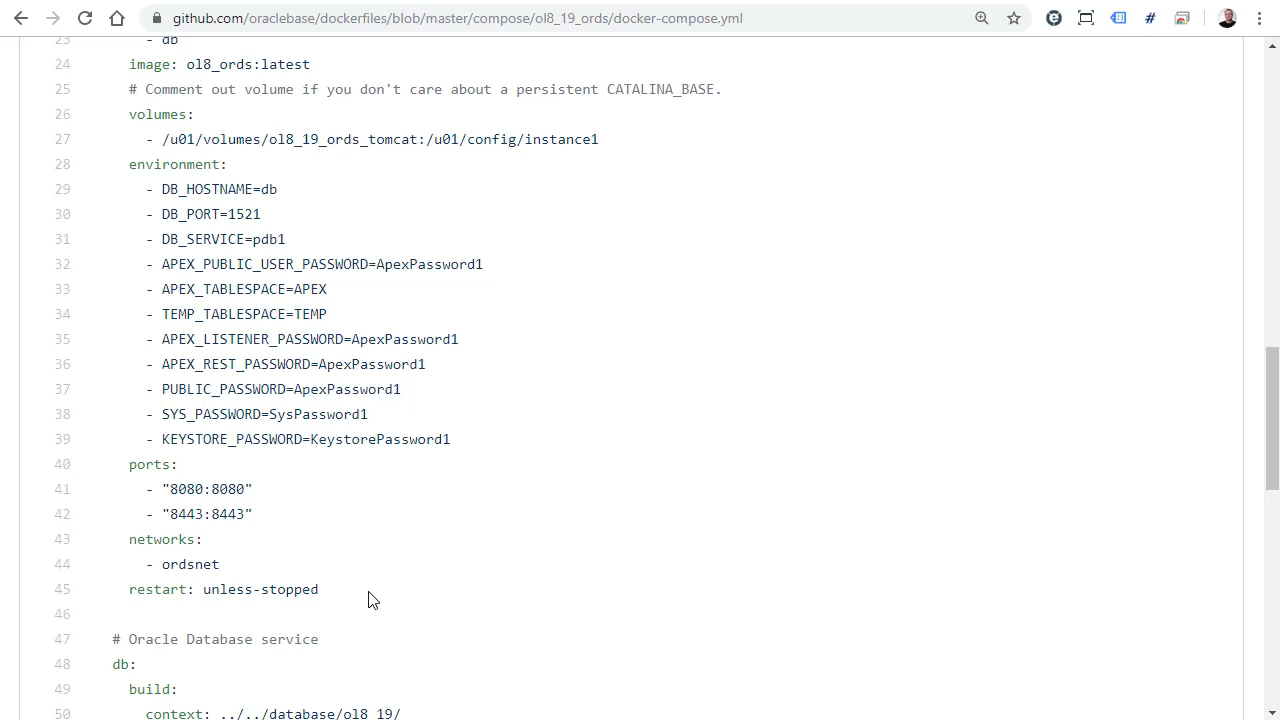 github.com/oraclebase/dockerfiles/blob/master/compose/ol8_19_ords/docker-compose.yml
23 - db
24 image: ol8_ords:latest
25 # Comment out volume if you don't care about a persistent CATALINA_BASE.
26 volumes:
27 - /u01/volumes/ol8_19_ords_tomcat:/u01/config/instance1
28 environment:
29 - DB_HOSTNAME=db
30 - DB_PORT=1521
31 - DB_SERVICE=pdb1
32 - APEX_PUBLIC_USER_PASSWORD=ApexPassword1
33 - APEX_TABLESPACE=APEX
34 - TEMP_TABLESPACE=TEMP
35 - APEX_LISTENER_PASSWORD=ApexPassword1
36 - APEX_REST_PASSWORD=ApexPassword1
37 - PUBLIC_PASSWORD=ApexPassword1
38 - SYS_PASSWORD=SysPassword1
39 - KEYSTORE_PASSWORD=KeystorePassword1
40 ports:
41 - "8080:8080"
42 - "8443:8443"
43 networks:
44 - ordsnet
45 restart: unless-stopped
46
47 # Oracle Database service
48 db:
49 build:
50 context: ../../database/ol8_19/